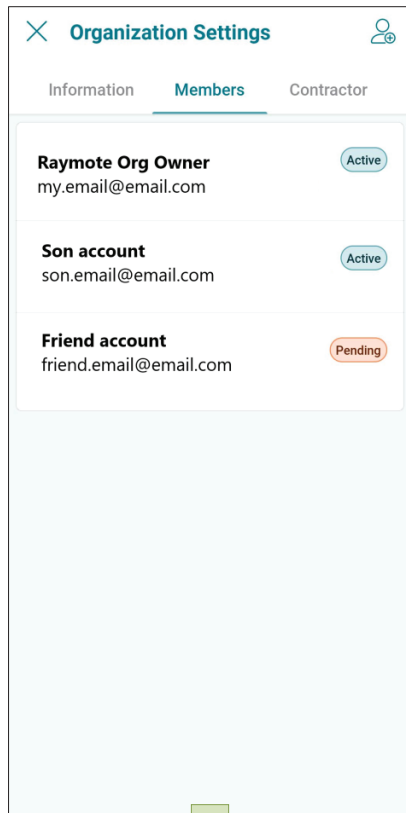 Organization Settings
Information Members Contractor
Raymote Org Owner Active
my.email@email.com
Son account Active
son.email@email.com
Friend account Pending
friend.email@email.com